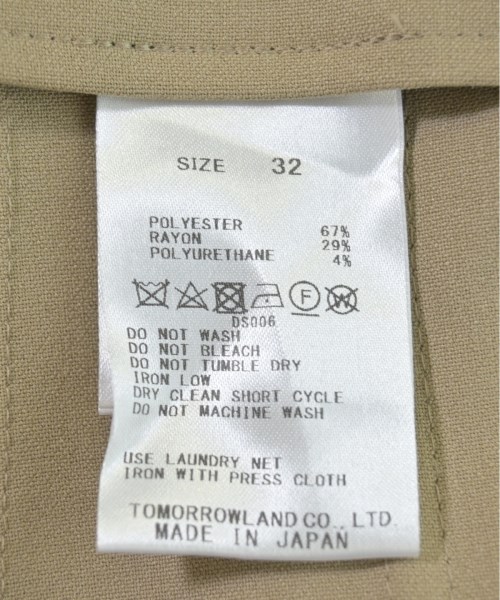 SIZE 32
POLYESTER 67%
RAYON 29%
POLYURETHANE 4%
F W
DS006
DO NOT WASH
DO NOT BLEACH
DO NOT TUMBLE DRY
IRON LOW
DRY CLEAN SHORT CYCLE
DO NOT MACHINE WASH
USE LAUNDRY NET
IRON WITH PRESS CLOTH
TOMORROWLAND CO., LTD.
MADE IN JAPAN